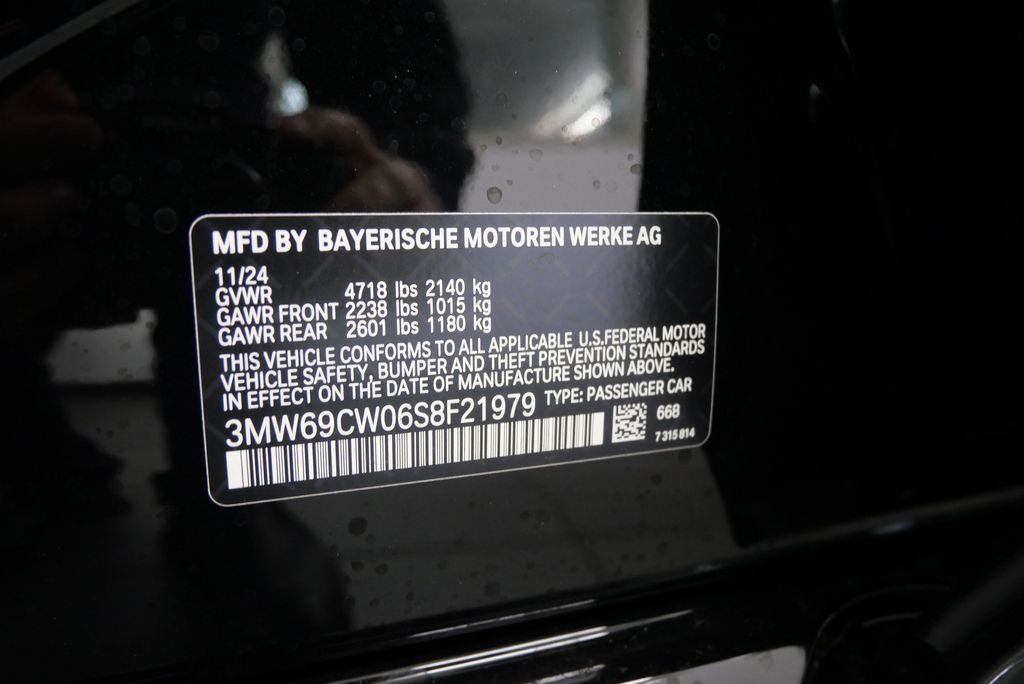 MFD BY BAYERISCHE MOTOREN WERKE AG
11/24
GVWR 4718 lbs 2140 kg
GAWR FRONT 2238 lbs 1015 kg
GAWR REAR 2601 lbs 1180 kg
THIS VEHICLE CONFORMS TO ALL APPLICABLE U.S.FEDERAL MOTOR
VEHICLE SAFETY, BUMPER AND THEFT PREVENTION STANDARDS
IN EFFECT ON THE DATE OF MANUFACTURE SHOWN ABOVE.
3MW69CW06S8F21979 TYPE: PASSENGER CAR
668
7 315 814